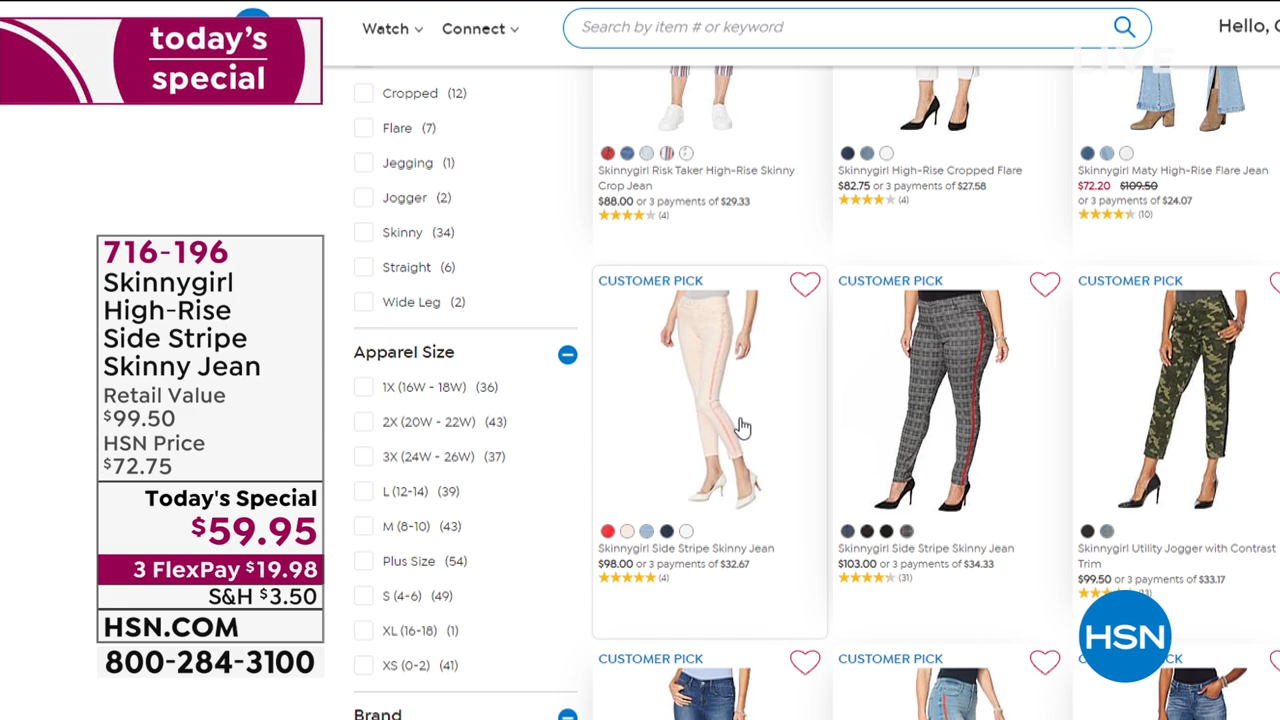 today's
special
Watch
Connect
Search by item # or keyword
Hello,
LIVE
716-196
Skinnygirl
High-Rise
Side Stripe
Skinny Jean
Retail Value
$99.50
HSN Price
$72.75
Today's Special
$59.95
3 FlexPay $19.98
S&H $3.50
HSN.COM
800-284-3100
Cropped (12)
Flare (7)
Jegging (1)
Jogger (2)
Skinny (34)
Straight (6)
Wide Leg (2)
Apparel Size
1X (16W - 18W) (36)
2X (20W - 22W) (43)
3X (24W - 26W) (37)
L (12-14) (39)
M (8-10) (43)
Plus Size (54)
S (4-6) (49)
XL (16-18) (1)
XS (0-2) (41)
Brand
Skinnygirl Risk Taker High-Rise Skinny
Crop Jean
$88.00 or 3 payments of $29.33
(4)
Skinnygirl High-Rise Cropped Flare
$82.75 or 3 payments of $27.58
(4)
Skinnygirl Maty High-Rise Flare Jean
$72.20 $109.50
or 3 payments of $24.07
(10)
CUSTOMER PICK
Skinnygirl Side Stripe Skinny Jean
$98.00 or 3 payments of $32.67
(4)
CUSTOMER PICK
Skinnygirl Side Stripe Skinny Jean
$103.00 or 3 payments of $34.33
(31)
CUSTOMER PICK
Skinnygirl Utility Jogger with Contrast
Trim
$99.50 or 3 payments of $33.17
HSN
CUSTOMER PICK
CUSTOMER PICK